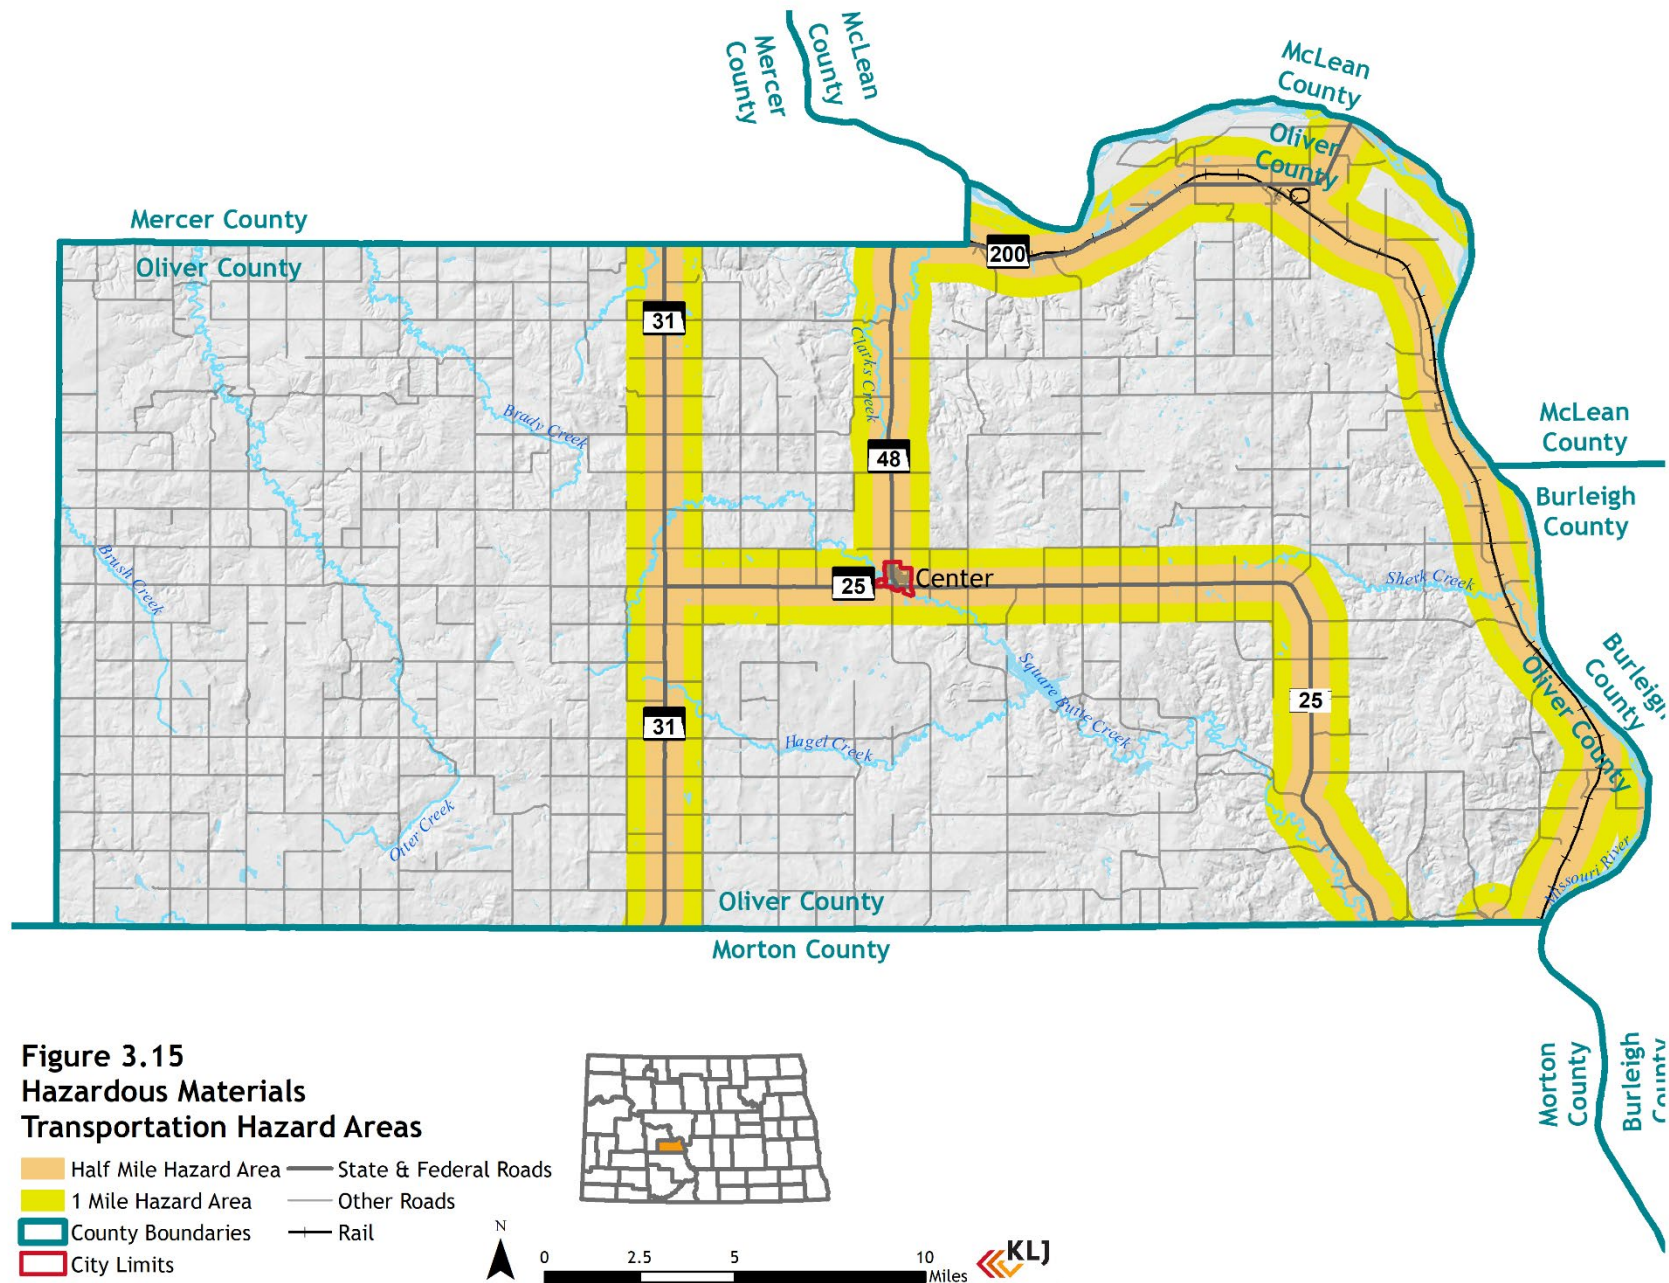 McLean
County
Mercer
County
McLean
County
Oliver
County
Mercer County
Oliver County
200
31
Clarks Creek
Brady Creek
48
McLean
County
Burleigh
County
Brush Creek
25
Center
Sherk Creek
Square Butte Creek
25
Burleigh
County
Oliver County
31
Hagel Creek
Otter Creek
Missouri River
Oliver County
Morton County
Morton
County
Burleigh
County
Figure 3.15
Hazardous Materials
Transportation Hazard Areas
Half Mile Hazard Area
State & Federal Roads
1 Mile Hazard Area
Other Roads
County Boundaries
Rail
City Limits
N
0 2.5 5 10
Miles
KLJ